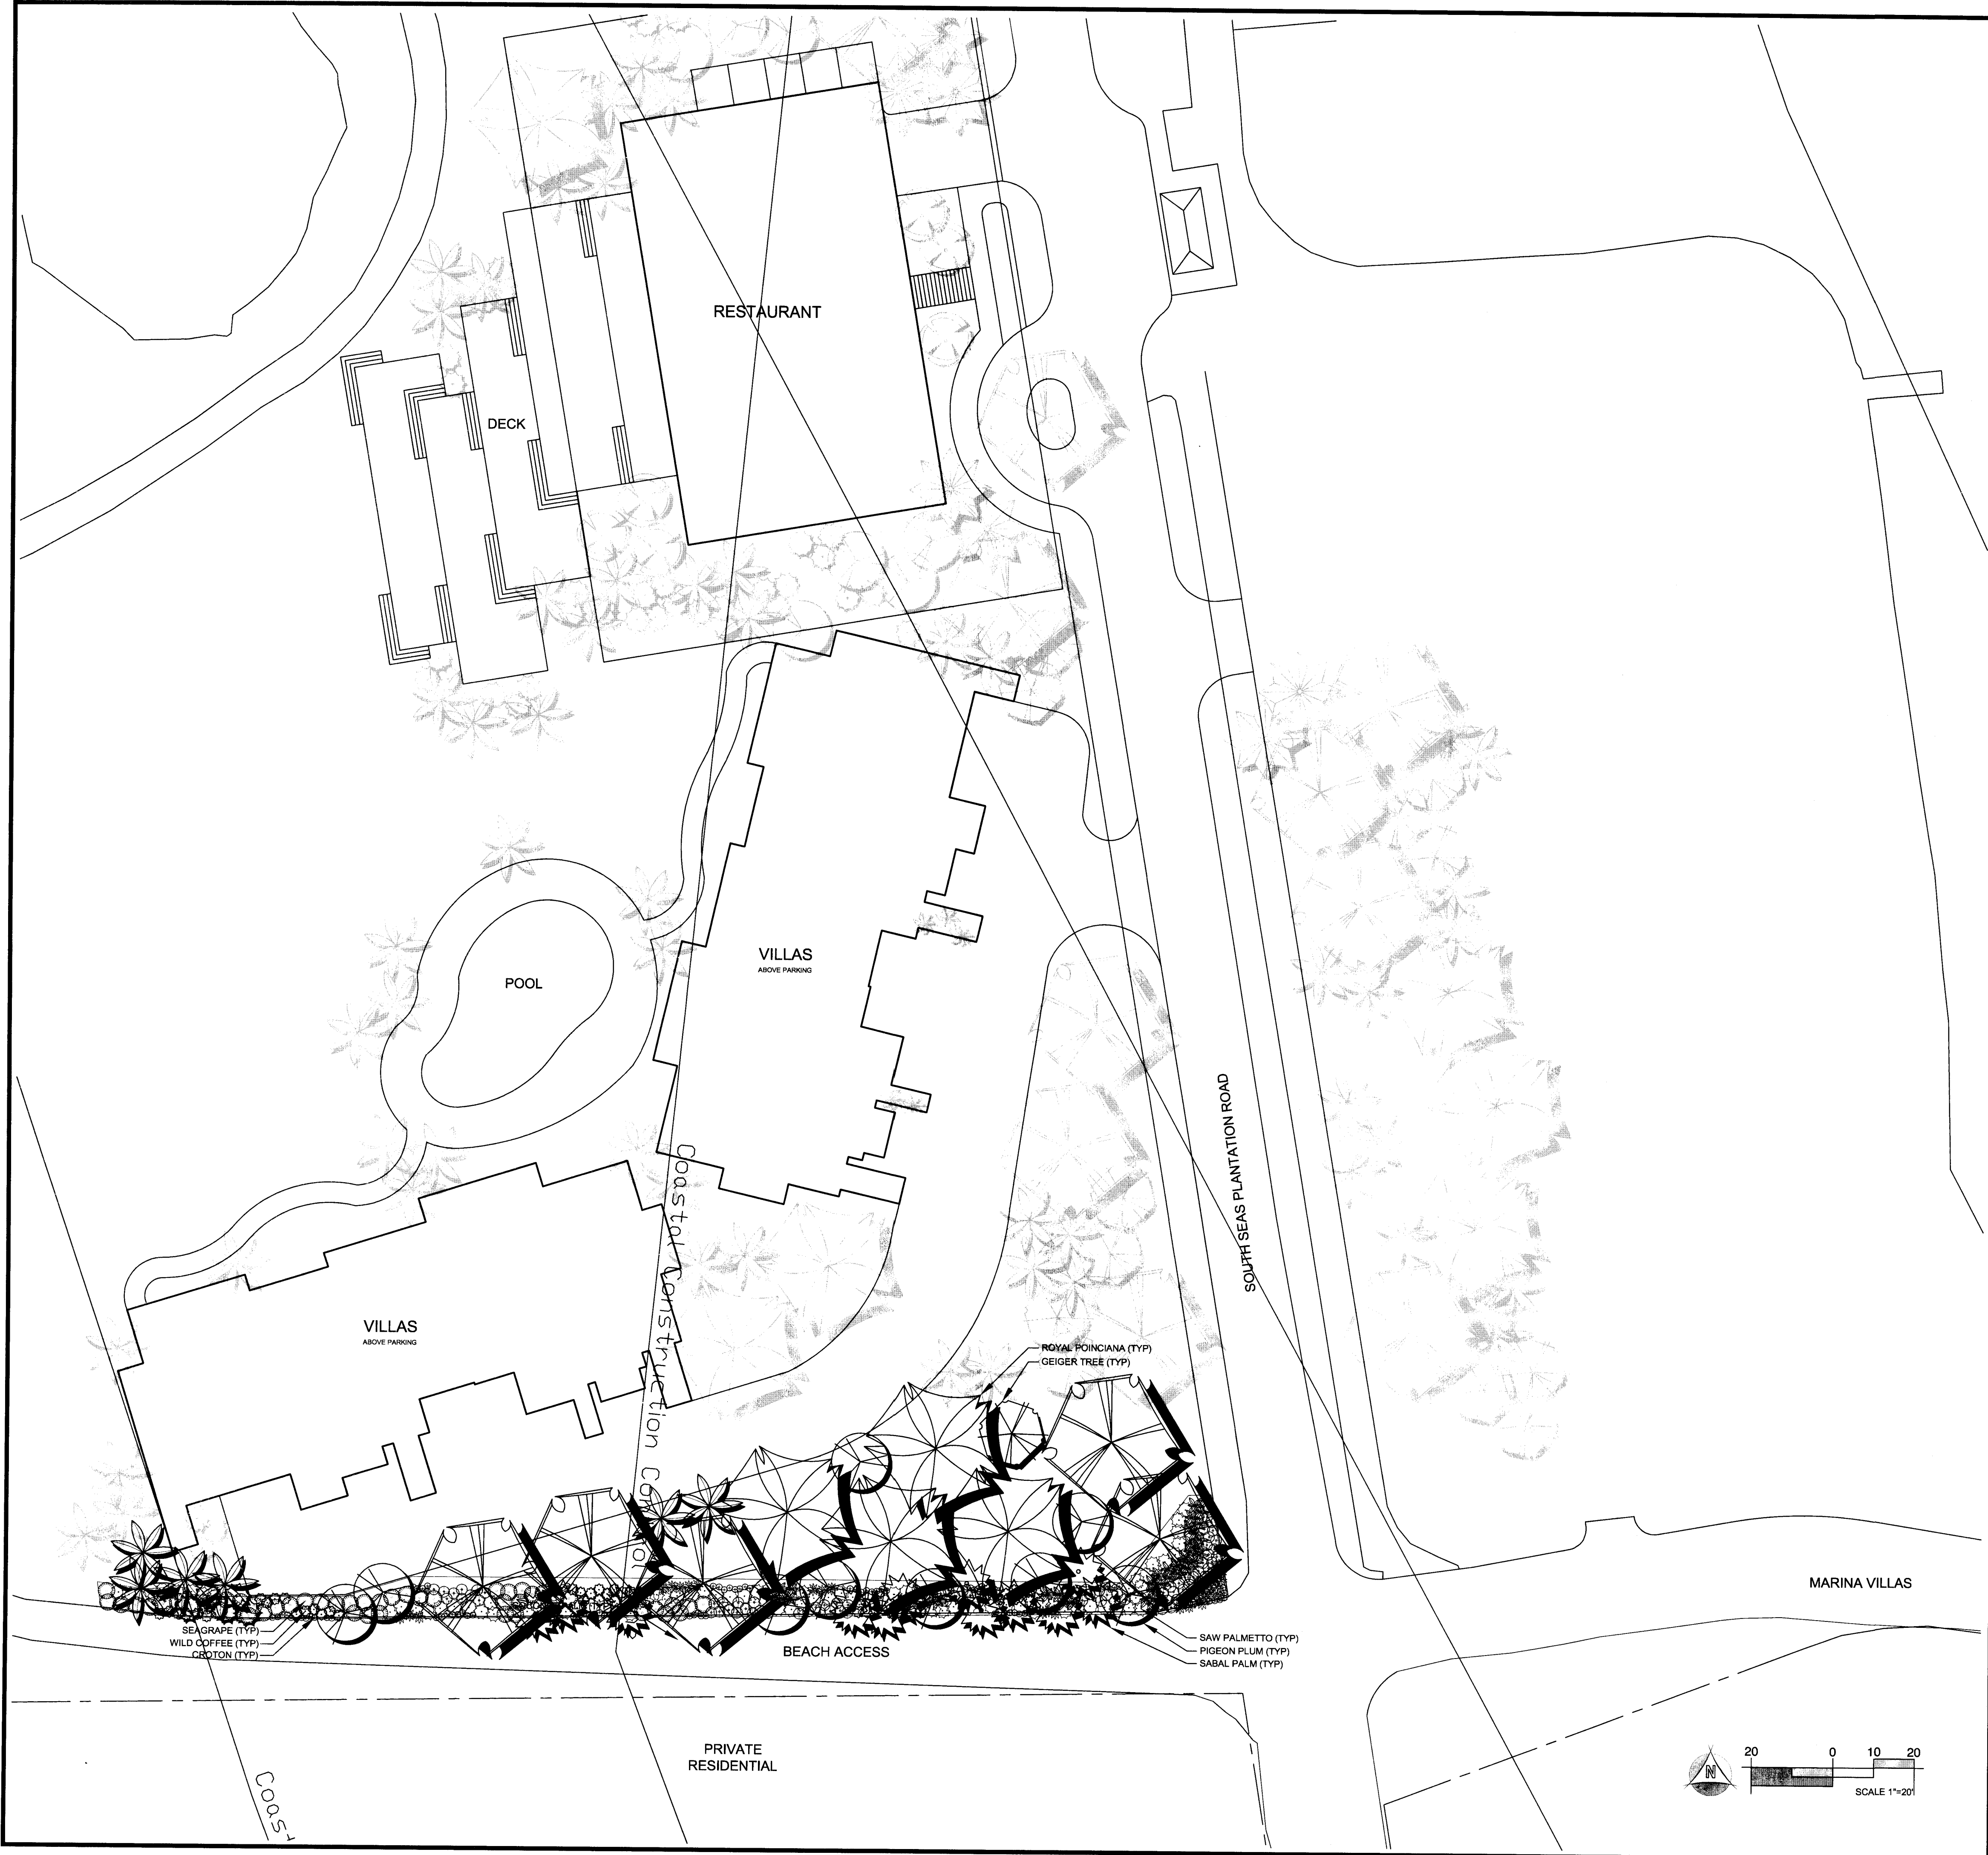 RESTAURANT
DECK
VILLAS
ABOVE PARKING
POOL
SOUTH SEAS PLANTATION ROAD
Coastal Construction Control
VILLAS
ABOVE PARKING
ROYAL POINCIANA (TYP)
GEIGER TREE (TYP)
SEAGRAPE (TYP)
WILD COFFEE (TYP)
CROTON (TYP)
BEACH ACCESS
SAW PALMETTO (TYP)
PIGEON PLUM (TYP)
SABAL PALM (TYP)
MARINA VILLAS
PRIVATE
RESIDENTIAL
Coast
N
20 0 10 20
SCALE 1"=20'